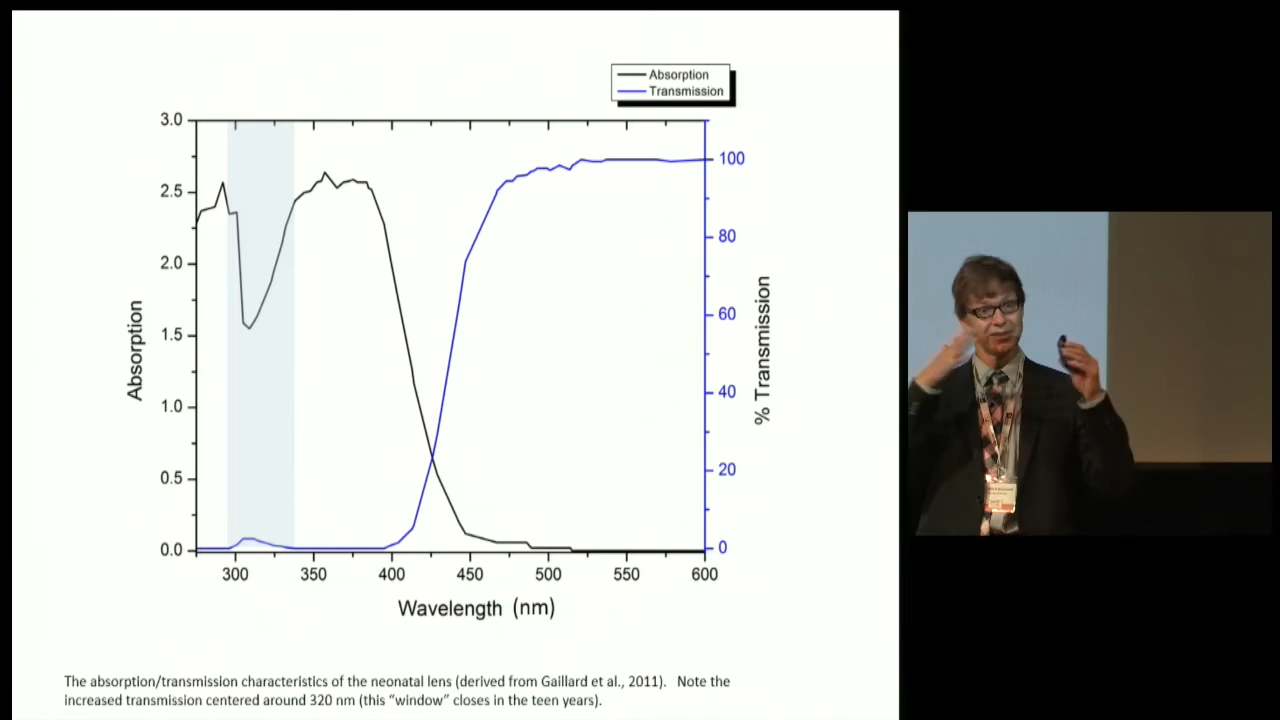 Absorption
Transmission
3.0
2.5
2.0
1.5
1.0
0.5
0.0
Absorption
100
80
60
40
20
0
% Transmission
300 350 400 450 500 550 600
Wavelength (nm)
The absorption/transmission characteristics of the neonatal lens (derived from Gaillard et al., 2011). Note the
increased transmission centered around 320 nm (this “window” closes in the teen years).